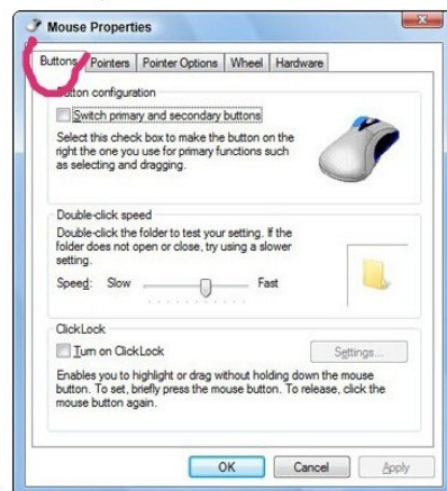 Mouse Properties
Buttons Pointers Pointer Options Wheel Hardware
Button configuration
Switch primary and secondary buttons
Select this check box to make the button on the
right the one you use for primary functions such
as selecting and dragging.
Double-click speed
Double-click the folder to test your setting. If the
folder does not open or close, try using a slower
setting.
Speed: Slow Fast
ClickLock
Turn on ClickLock
Settings...
Enables you to highlight or drag without holding down the mouse
button. To set, briefly press the mouse button. To release, click the
mouse button again.
OK Cancel Apply